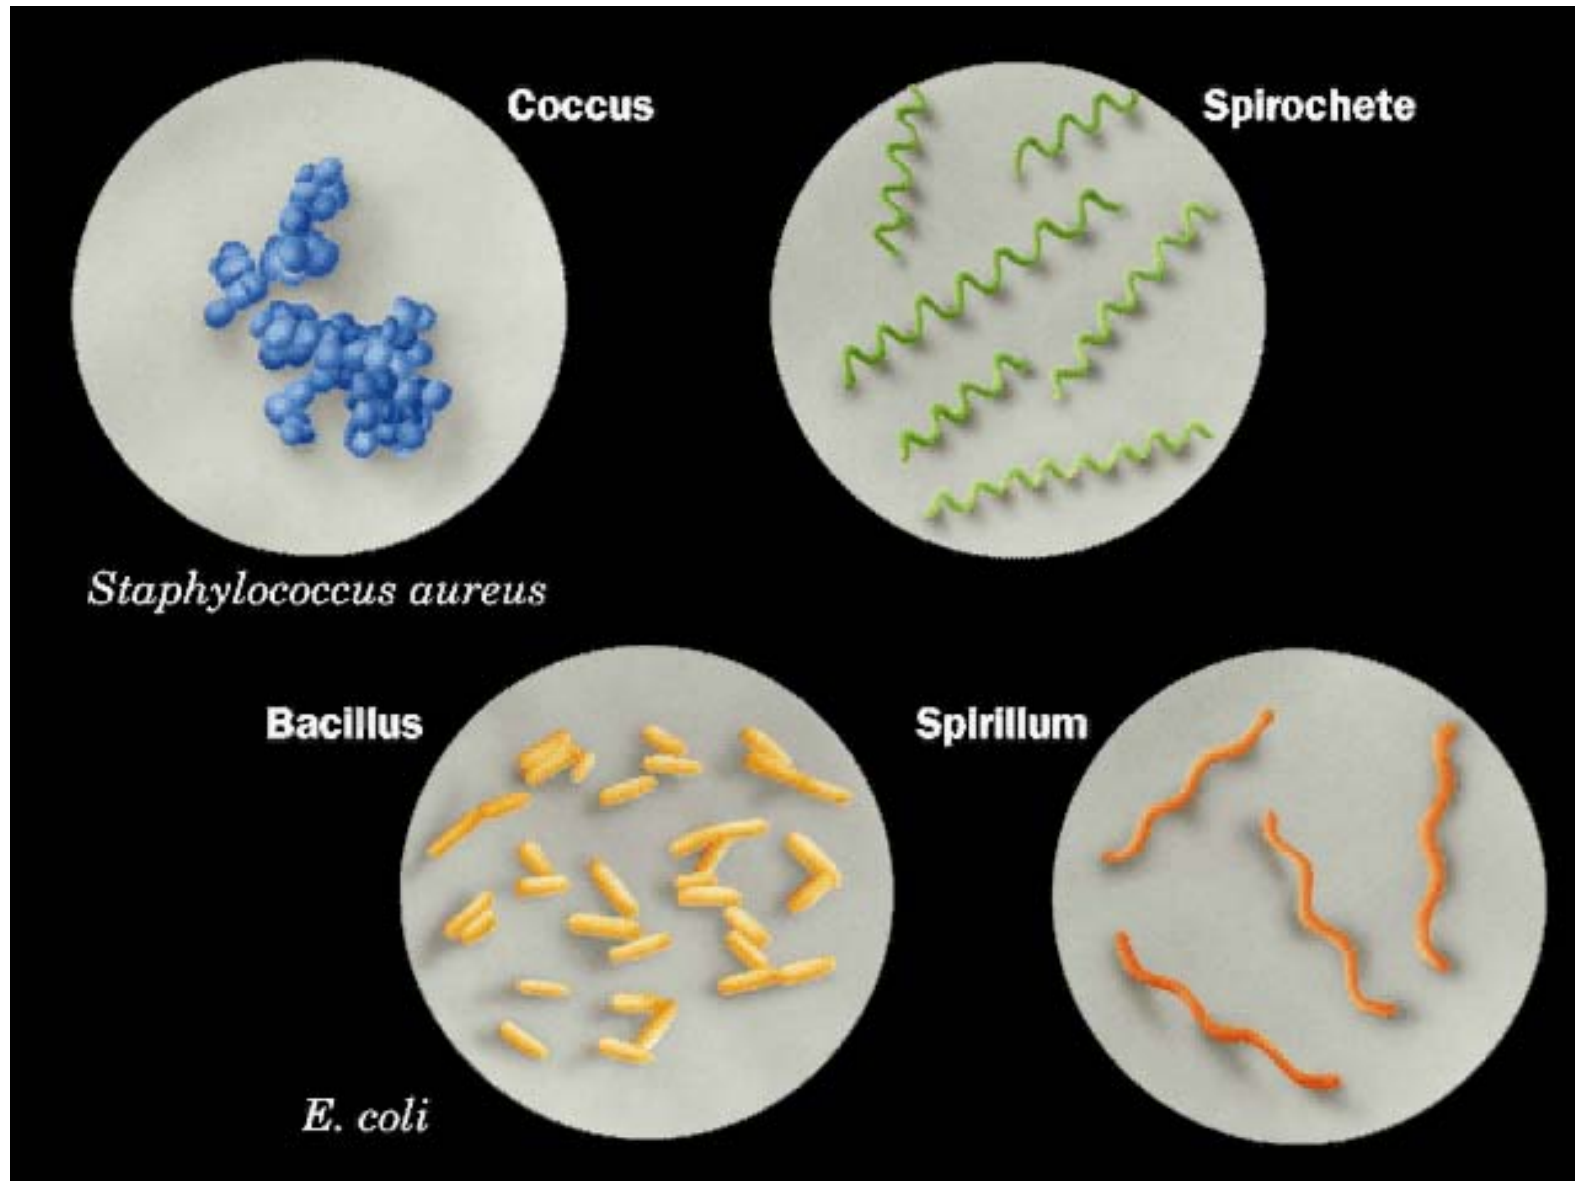 Coccus
Spirochete
Staphylococcus aureus
Bacillus
Spirillum
E. coli